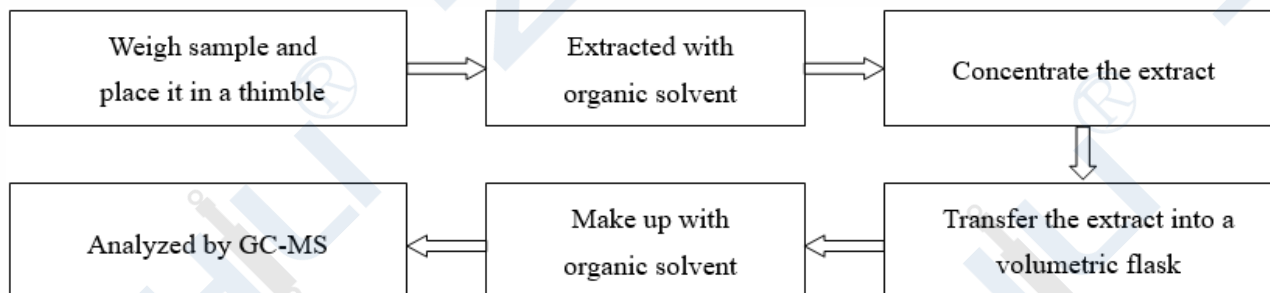 Weigh sample and
place it in a thimble
Extracted with
organic solvent
Concentrate the extract
Transfer the extract into a
volumetric flask
Make up with
organic solvent
Analyzed by GC-MS
®
®